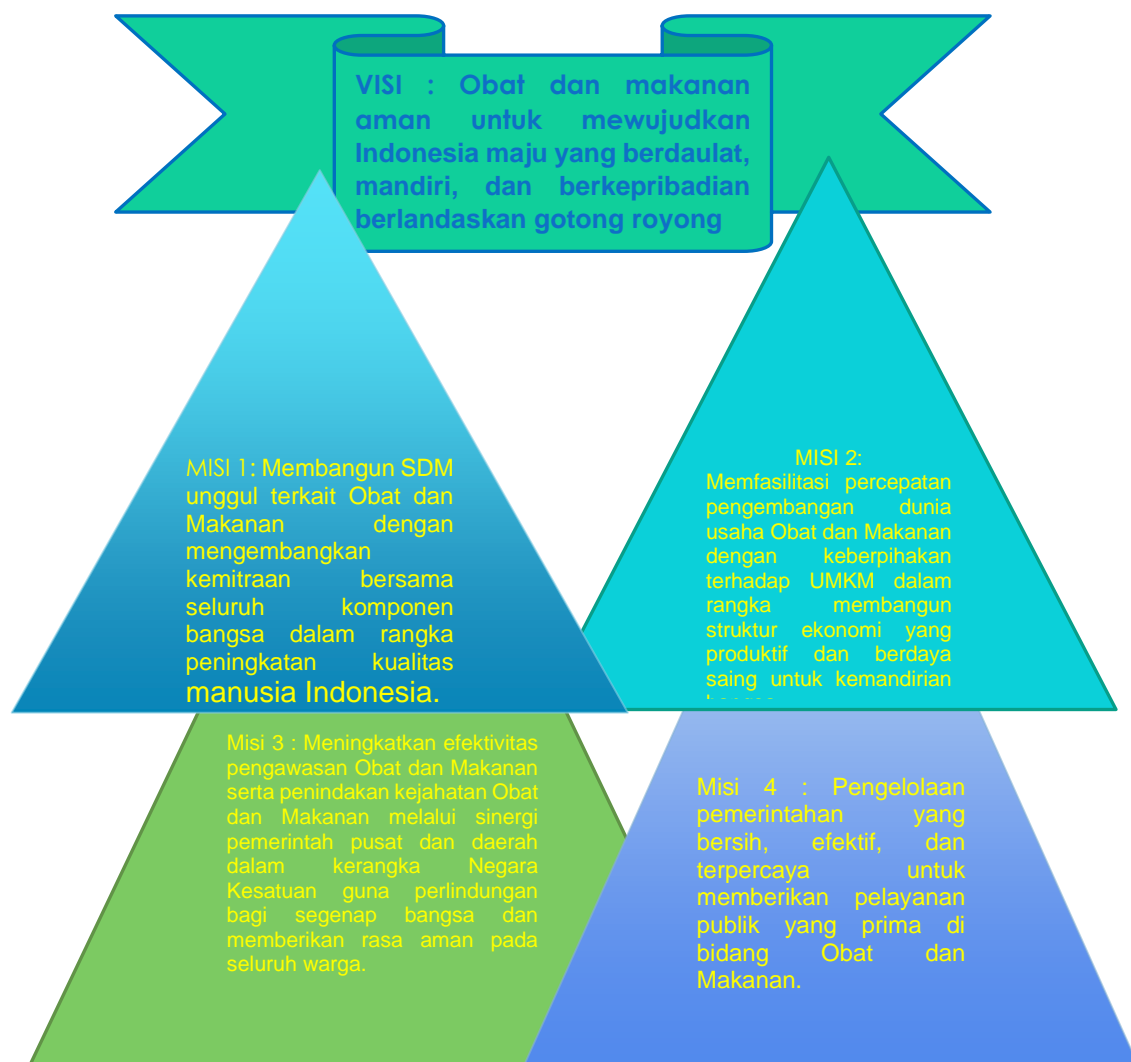 VISI : Obat dan makanan
aman untuk mewujudkan
Indonesia maju yang berdaulat,
mandiri, dan berkepribadian
berlandaskan gotong royong
MISI 1: Membangun SDM
unggul terkait Obat dan
Makanan dengan
mengembangkan
kemitraan bersama
seluruh komponen
bangsa dalam rangka
peningkatan kualitas
manusia Indonesia.
MISI 2:
Memfasilitasi percepatan
pengembangan dunia
usaha Obat dan Makanan
dengan keberpihakan
terhadap UMKM dalam
rangka membangun
struktur ekonomi yang
produktif dan berdaya
saing untuk kemandirian
Misi 3 : Meningkatkan efektivitas
pengawasan Obat dan Makanan
serta penindakan kejahatan Obat
dan Makanan melalui sinergi
pemerintah pusat dan daerah
dalam kerangka Negara
Kesatuan guna perlindungan
bagi segenap bangsa dan
memberikan rasa aman pada
seluruh warga.
Misi 4 : Pengelolaan
pemerintahan yang
bersih, efektif, dan
terpercaya untuk
memberikan pelayanan
publik yang prima di
bidang Obat dan
Makanan.